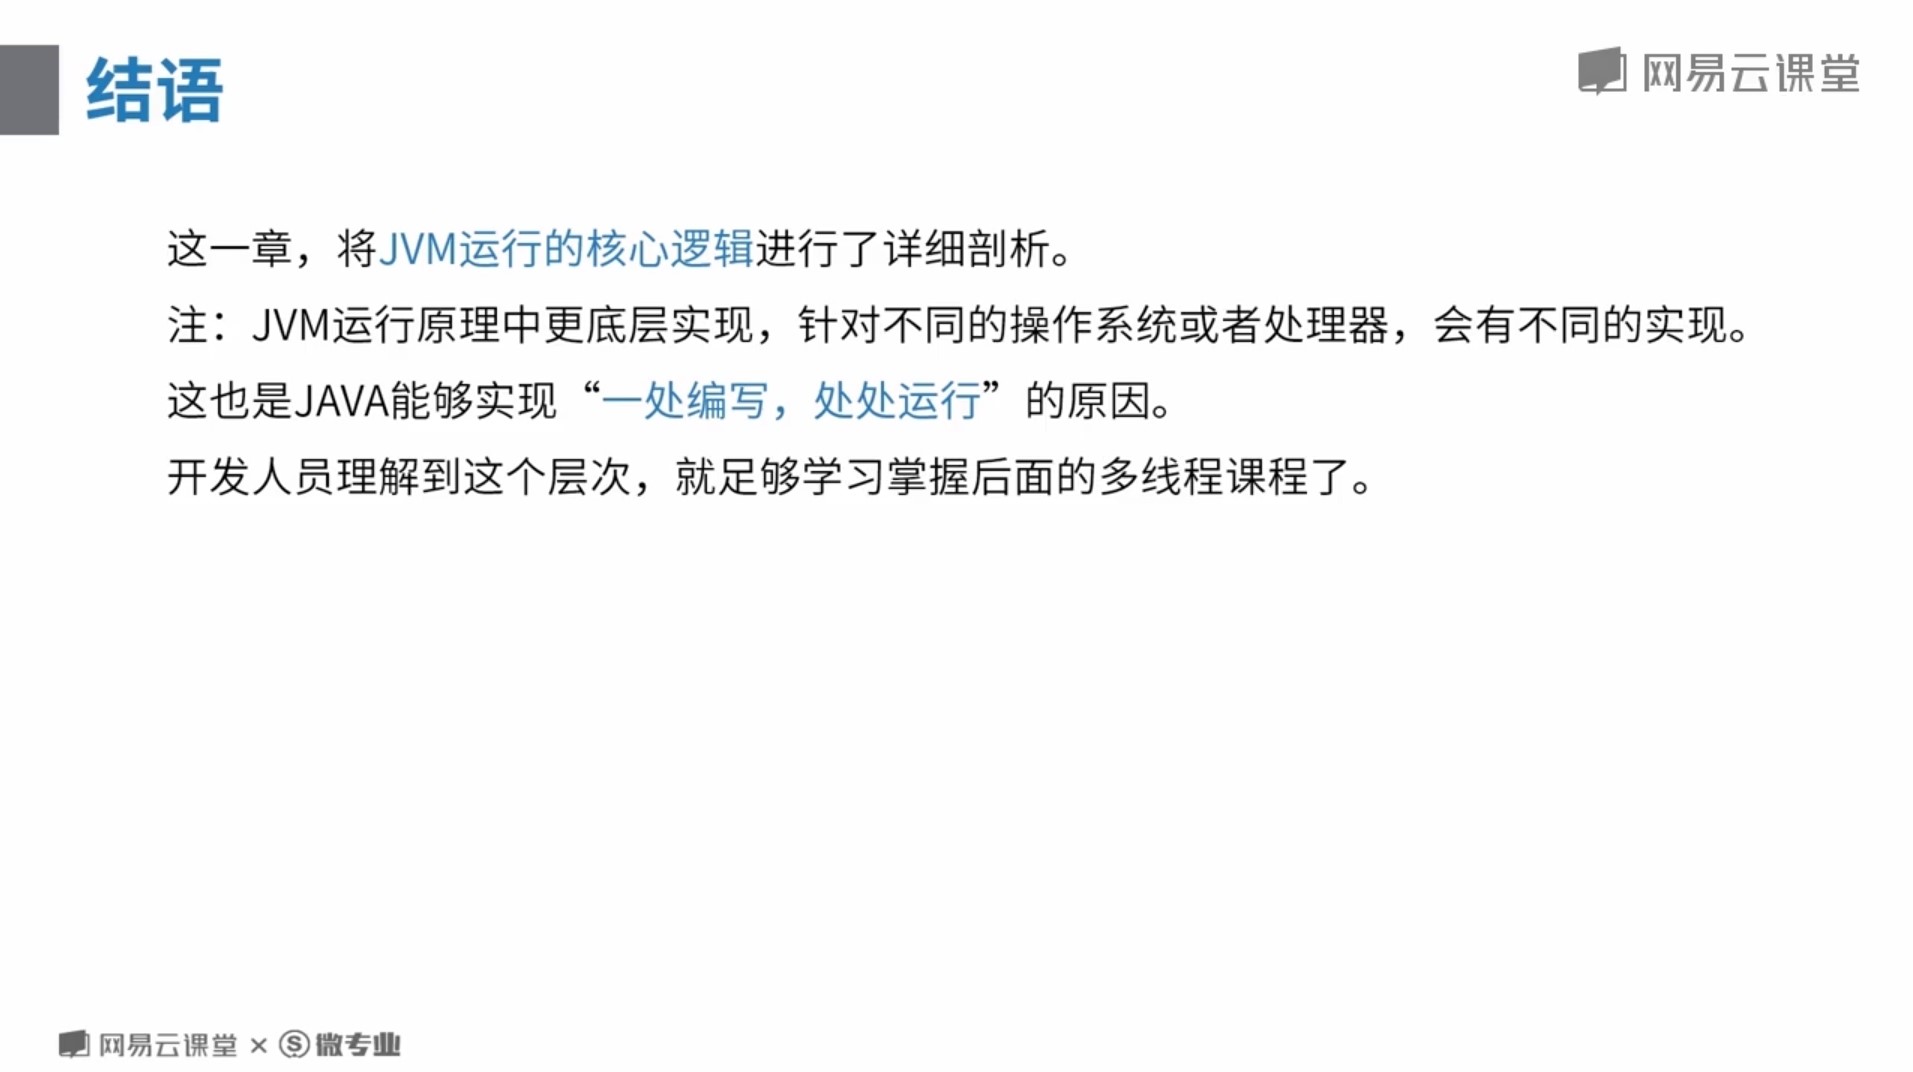 结语
网易云课堂
这一章，将JVM运行的核心逻辑进行了详细剖析。
注：JVM运行原理中更底层实现，针对不同的操作系统或者处理器，会有不同的实现。
这也是JAVA能够实现“一处编写，处处运行”的原因。
开发人员理解到这个层次，就足够学习掌握后面的多线程课程了。
网易云课堂 × Ⓢ微专业